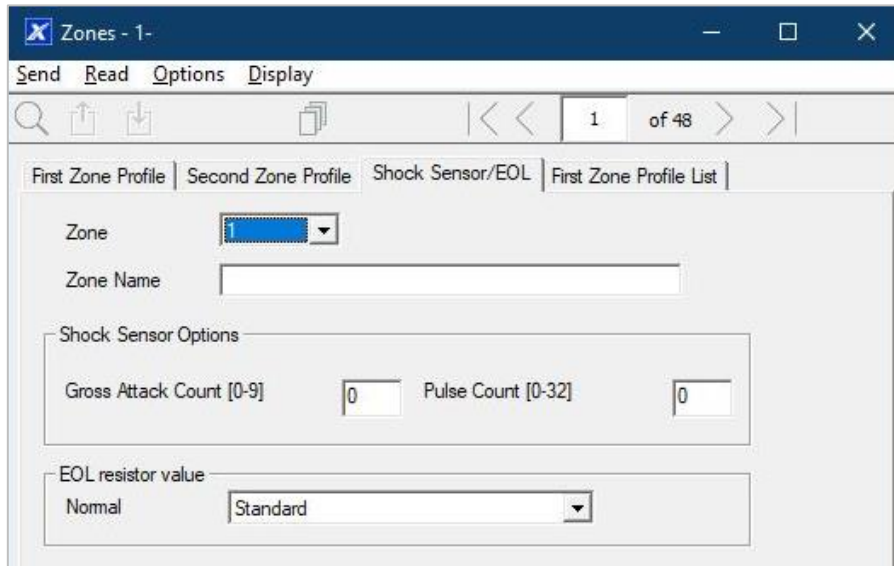 Zones - 1-
Send Read Options Display
1 of 48
First Zone Profile Second Zone Profile Shock Sensor/EOL First Zone Profile List
Zone 1
Zone Name
Shock Sensor Options
Gross Attack Count [0-9] 0 Pulse Count [0-32] 0
EOL resistor value
Normal Standard